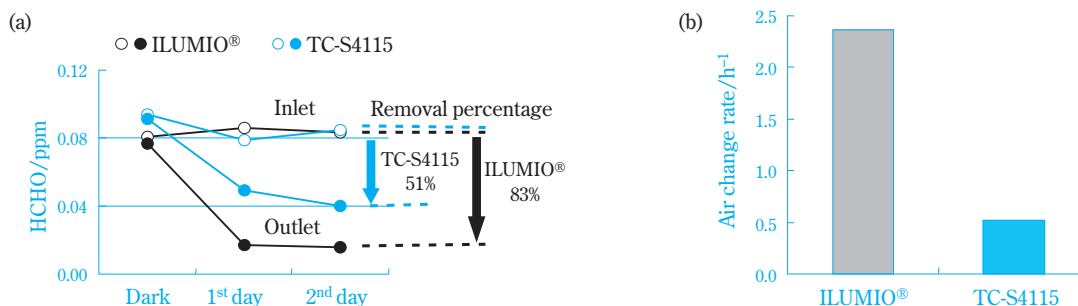 (a)
○ ● ILUMIO® ○ ● TC-S4115
HCHO/ppm
0.12
0.08
0.04
0.00
Inlet
Removal percentage
TC-S4115
51%
ILUMIO®
83%
Outlet
Dark 1st day 2nd day
(b)
Air change rate/h–1
2.5
2.0
1.5
1.0
0.5
0.0
ILUMIO® TC-S4115